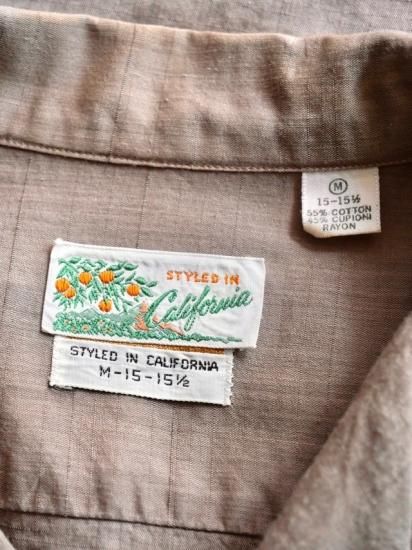 M
15-15½
55% COTTON
45% CUPIONI
RAYON
STYLED IN
California
STYLED IN CALIFORNIA
M-15-15½